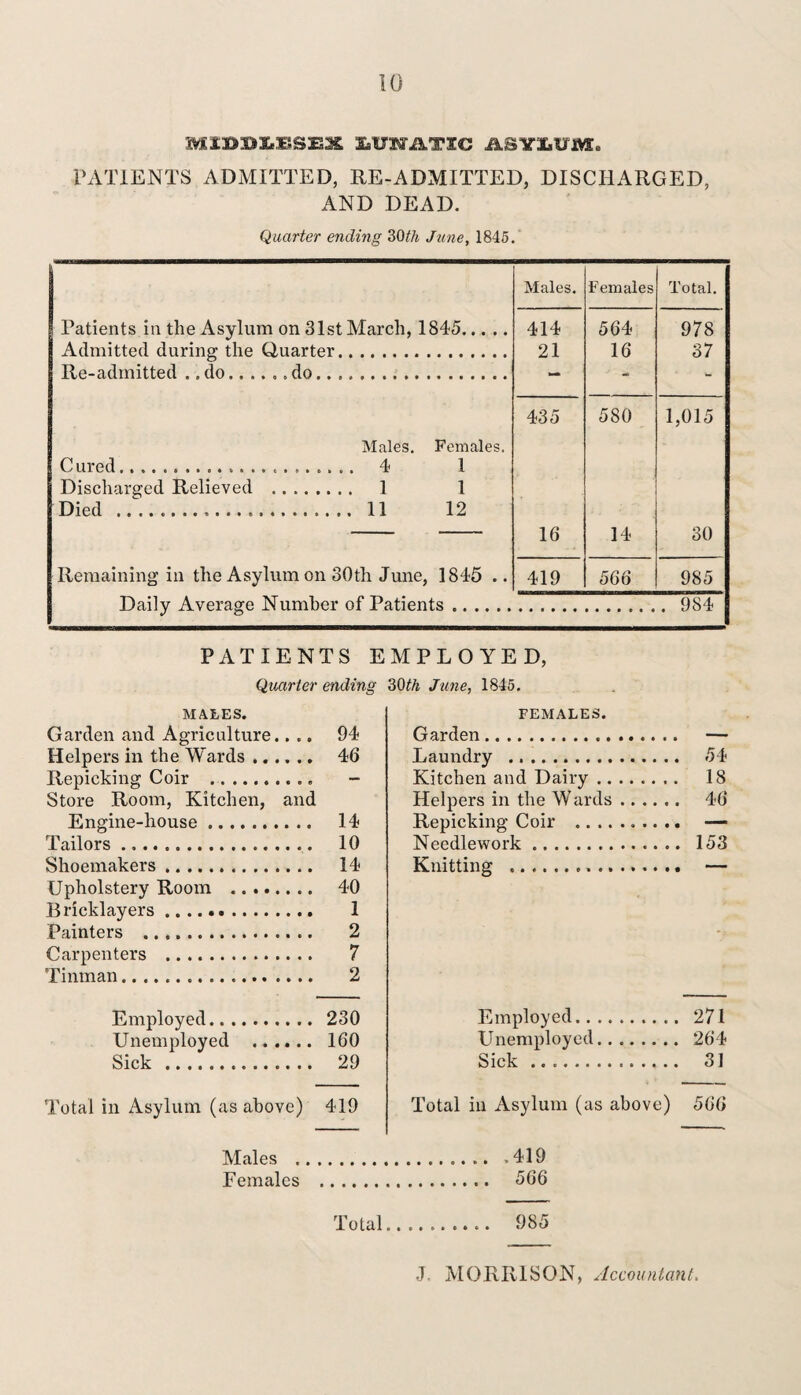 10
MIDDLESEX LUNATIC ASYLUM.
PATIENTS ADMITTED, RE-ADMITTED, DISCHARGED,
AND DEAD.
Quarter ending 30th June, 1845.
Males. Females Total.
Patients in the Asylum on 31st March, 1845..... 414 564 978
Admitted during the Quarter.................. 21 16 37
Re-admitted ..do......do..................... - - -
435 580 1,015
Males. Females.
Cured...................... 4 1
Discharged Relieved ........ 1 1
Died ...................... 11 12
16 14 30
Remaining in the Asylum on 30th June, 1845 .. 419 566 985
Daily Average Number of Patients .................... 984
PATIENTS EMPLOYED,
Quarter ending 30th June, 1845.
MALES.
Garden and Agriculture.... 94
Helpers in the Wards ...... 46
Repicking Coir .......... -
Store Room, Kitchen, and
Engine-house .......... 14
Tailors .................. 10
Shoemakers .............. 14
Upholstery Room ........ 40
Bricklayers .............. 1
Painters ................ 2
Carpenters .............. 7
Tinman.................. 2
Employed.......... 230
Unemployed ...... 160
Sick .............. 29
Total in Asylum (as above) 419
FEMALES.
Garden.................. —
Laundry ................ 54
Kitchen and Dairy ........ 18
Helpers in the Wards ...... 46
Repicking Coir .......... —
Needlework .............. 153
Knitting ................ —
Employed.......... 271
Unemployed........ 264
Sick .............. 31
Total in Asylum (as above) 566
Males .................... 419
Females .................. 566
Total.......... 985
J. MORRISON, Accountant.